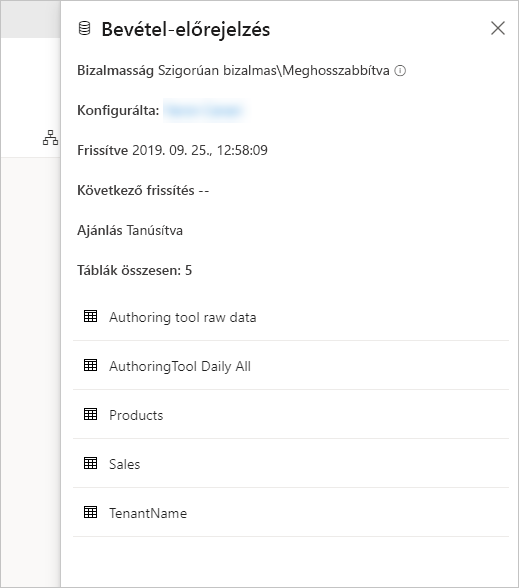 Bevétel-előrejelzés
Bizalmasság Szigorúan bizalmas\Meghosszabbítva
Konfigurálta:
Frissítve 2019. 09. 25., 12:58:09
Következő frissítés --
Ajánlás Tanúsítva
Táblák összesen: 5
Authoring tool raw data
AuthoringTool Daily All
Products
Sales
TenantName